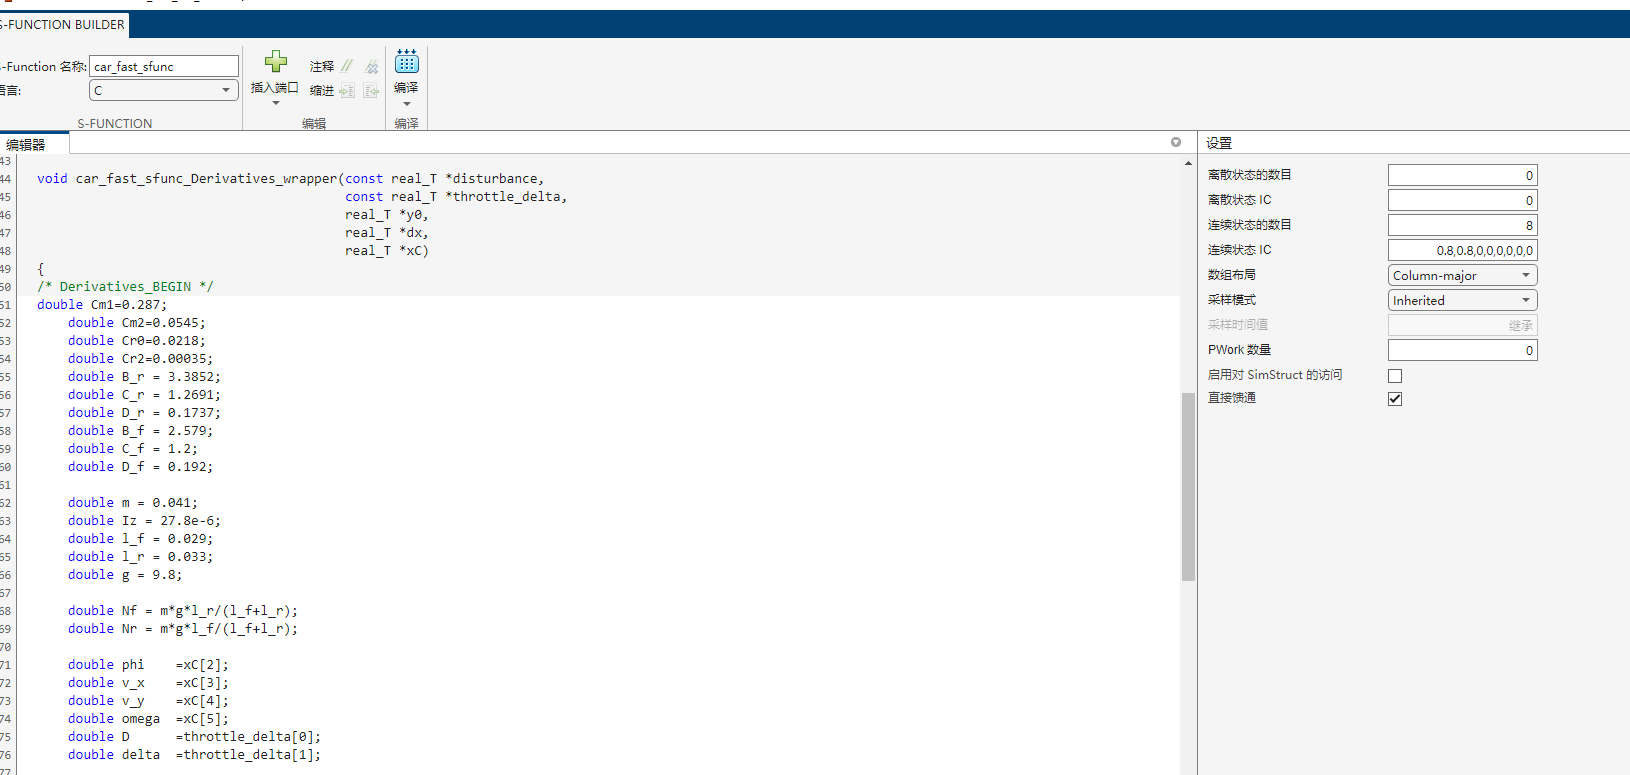 S-FUNCTION BUILDER
S-Function 名称: car_fast_sfunc
语言: C
插入端口
注释
缩进
编译
S-FUNCTION
编辑
编译
编辑器
设置
43
44 void car_fast_sfunc_Derivatives_wrapper(const real_T *disturbance,
45 const real_T *throttle_delta,
46 real_T *y0,
47 real_T *dx,
48 real_T *xC)
49 {
50 /* Derivatives_BEGIN */
51 double Cm1=0.287;
52 double Cm2=0.0545;
53 double Cr0=0.0218;
54 double Cr2=0.00035;
55 double B_r = 3.3852;
56 double C_r = 1.2691;
57 double D_r = 0.1737;
58 double B_f = 2.579;
59 double C_f = 1.2;
60 double D_f = 0.192;
61
62 double m = 0.041;
63 double Iz = 27.8e-6;
64 double l_f = 0.029;
65 double l_r = 0.033;
66 double g = 9.8;
67
68 double Nf = m*g*l_r/(l_f+l_r);
69 double Nr = m*g*l_f/(l_f+l_r);
70
71 double phi    =xC[2];
72 double v_x    =xC[3];
73 double v_y    =xC[4];
74 double omega  =xC[5];
75 double D      =throttle_delta[0];
76 double delta  =throttle_delta[1];
77
离散状态的数目 0
离散状态 IC 0
连续状态的数目 8
连续状态 IC 0.8,0.8,0,0,0,0,0,0
数组布局 Column-major
采样模式 Inherited
采样时间值 继承
PWork 数量 0
启用对 SimStruct 的访问
直接馈通